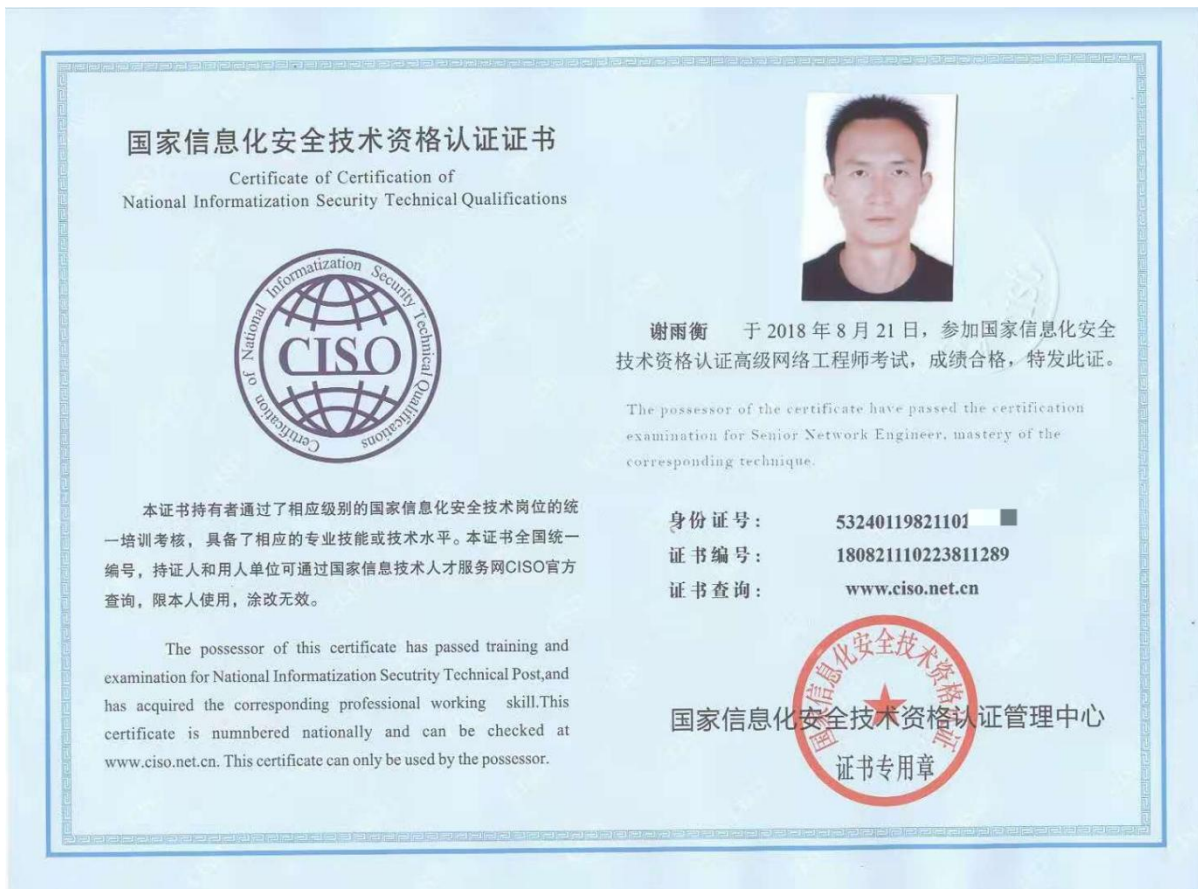 国家信息化安全技术资格认证证书
Certificate of Certification of
National Informatization Security Technical Qualifications
Certification of National Informatization Security Technical Qualifications
CISO
本证书持有者通过了相应级别的国家信息化安全技术岗位的统
一培训考核，具备了相应的专业技能或技术水平。本证书全国统一
编号，持证人和用人单位可通过国家信息技术人才服务网CISO官方
查询，限本人使用，涂改无效。
The possessor of this certificate has passed training and
examination for National Informatization Secutrity Technical Post,and
has acquired the corresponding professional working skill.This
certificate is numnbered nationally and can be checked at
www.ciso.net.cn. This certificate can only be used by the possessor.
谢雨衡 于 2018 年 8 月 21 日，参加国家信息化安全
技术资格认证高级网络工程师考试，成绩合格，特发此证。
The possessor of the certificate have passed the certification
examination for Senior Network Engineer, mastery of the
corresponding technique.
身份证号： 53240119821101
证书编号： 180821110223811289
证书查询： www.ciso.net.cn
国家信息化安全技术资格认证管理中心
国家信息化安全技术资格认证
证书专用章